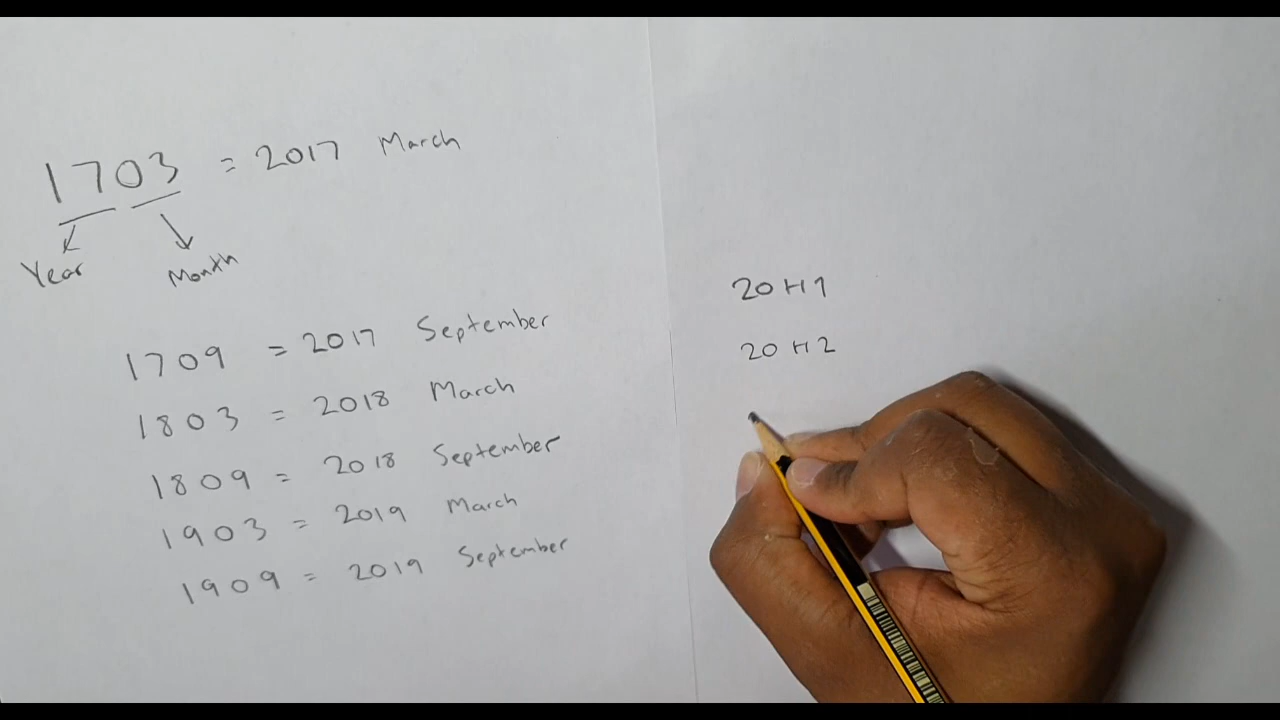 1703 = 2017 March
Year Month
1709 = 2017 September
1803 = 2018 March
1809 = 2018 September
1903 = 2019 March
1909 = 2019 September
20H1
20H2